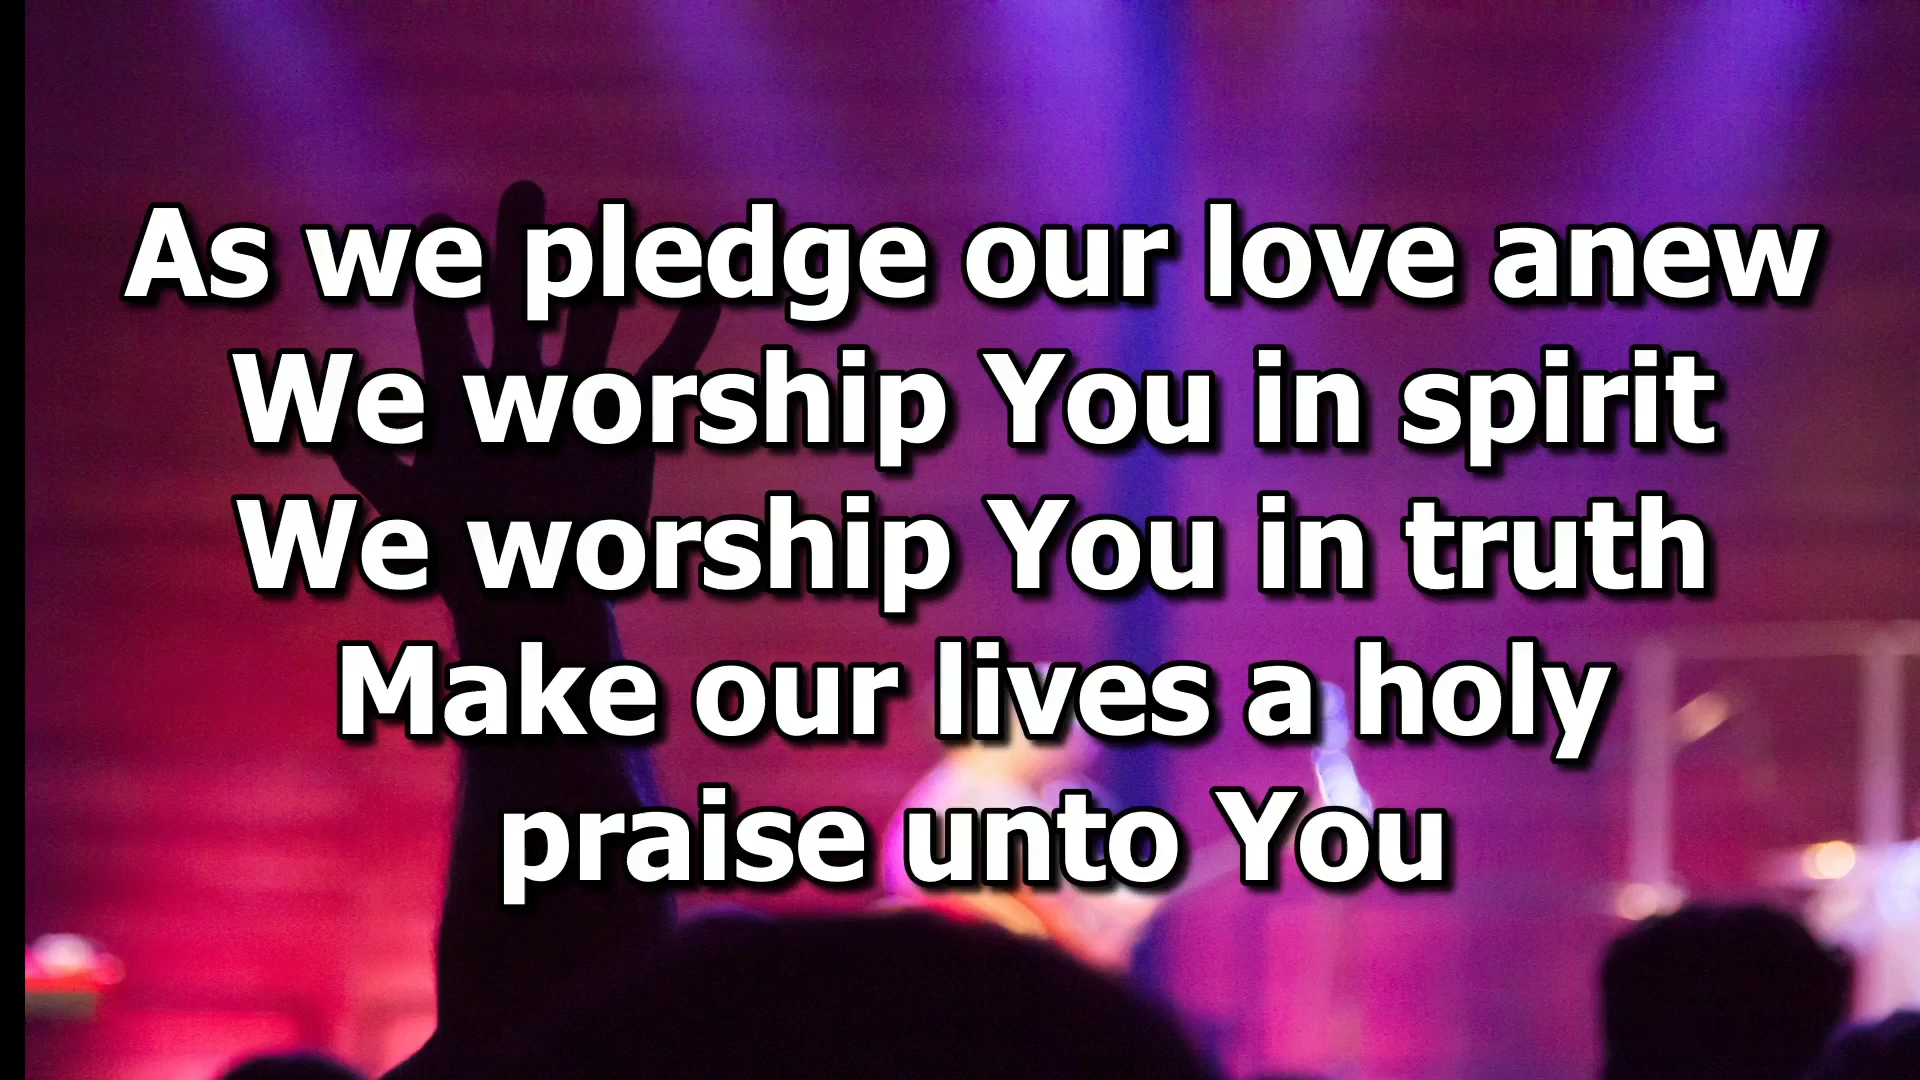 As we pledge our love anew
We worship You in spirit
We worship You in truth
Make our lives a holy
praise unto You